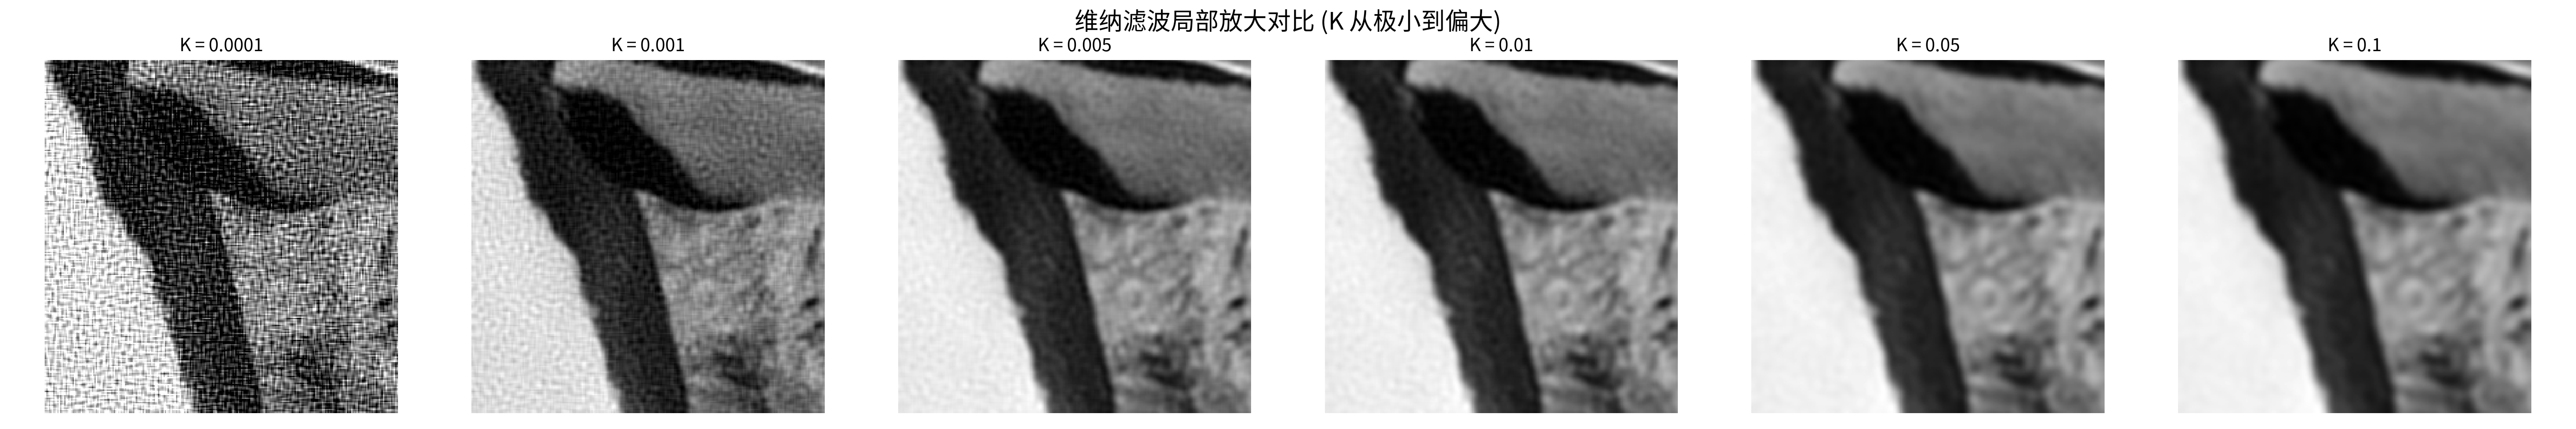 维纳滤波局部放大对比 (K 从极小到偏大)
K = 0.0001
K = 0.001
K = 0.005
K = 0.01
K = 0.05
K = 0.1